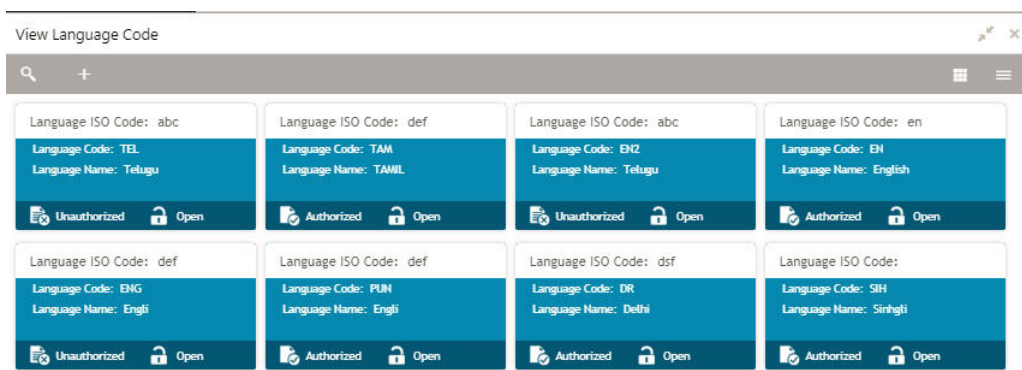 View Language Code
Language ISO Code: abc
Language Code: TEL
Language Name: Telugu
Unauthorized Open
Language ISO Code: def
Language Code: TAM
Language Name: TAMIL
Authorized Open
Language ISO Code: abc
Language Code: EN2
Language Name: Telugu
Unauthorized Open
Language ISO Code: en
Language Code: EN
Language Name: English
Authorized Open
Language ISO Code: def
Language Code: ENG
Language Name: Engli
Unauthorized Open
Language ISO Code: def
Language Code: PUN
Language Name: Engli
Authorized Open
Language ISO Code: dsf
Language Code: DR
Language Name: Delhi
Authorized Open
Language ISO Code:
Language Code: SIH
Language Name: Sinhgti
Authorized Open